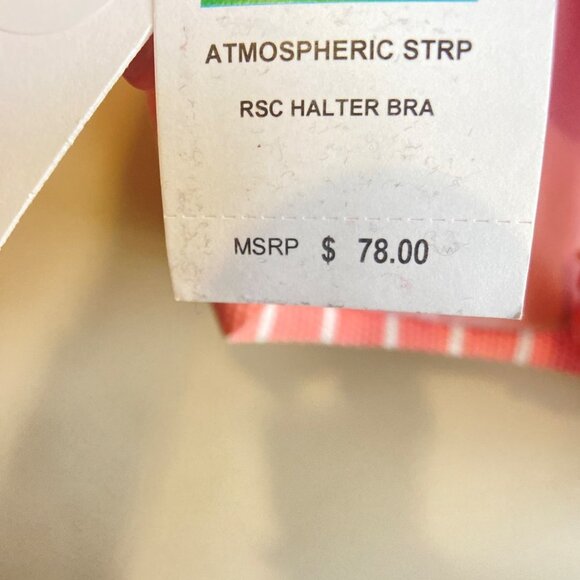 ATMOSPHERIC STRP
RSC HALTER BRA
MSRP $ 78.00